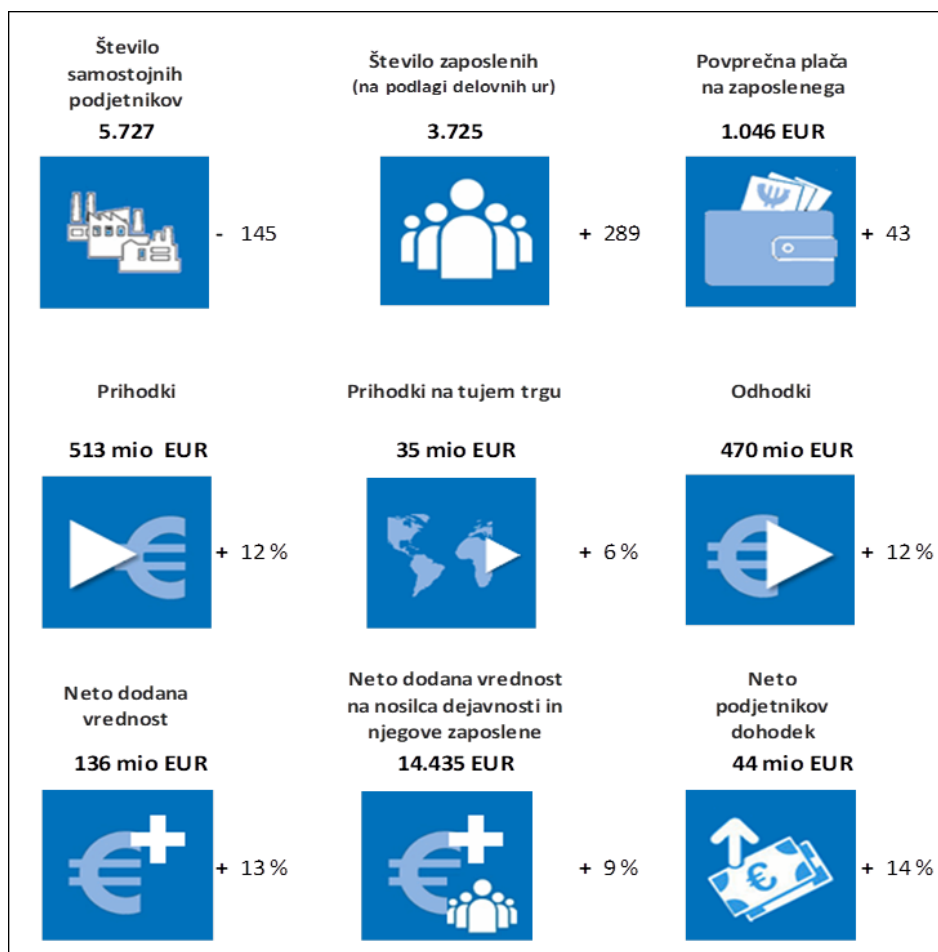 Število
samostojnih
podjetnikov
5.727
- 145
Število zaposlenih
(na podlagi delovnih ur)
3.725
+ 289
Povprečna plača
na zaposlenega
1.046 EUR
+ 43
Prihodki
513 mio EUR
+ 12 %
Prihodki na tujem trgu
35 mio EUR
+ 6 %
Odhodki
470 mio EUR
+ 12 %
Neto dodana
vrednost
136 mio EUR
+ 13 %
Neto dodana vrednost
na nosilca dejavnosti in
njegove zaposlene
14.435 EUR
+ 9 %
Neto
podjetnikov
dohodek
44 mio EUR
+ 14 %